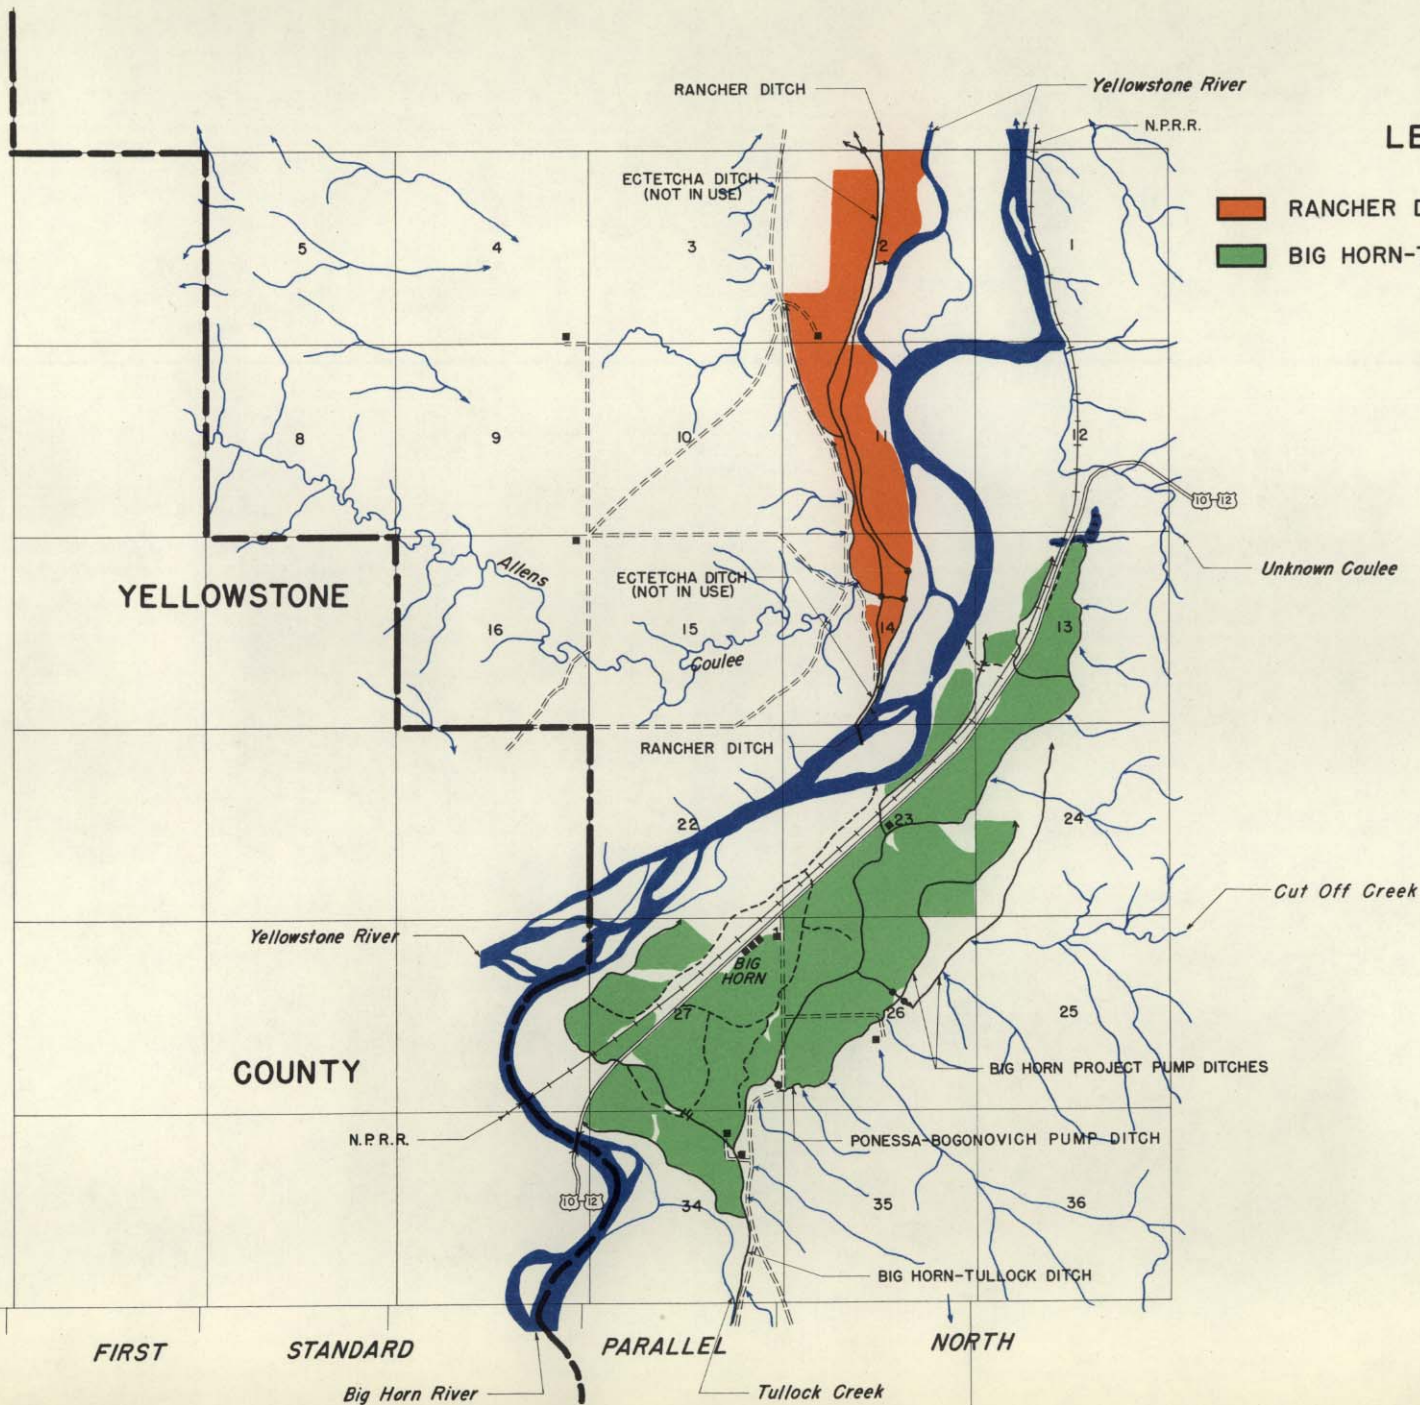 RANCHER DITCH
Yellowstone River
N.P.R.R.
LE
ECTETCHA DITCH
(NOT IN USE)
RANCHER D
BIG HORN-T
5
4
3
2
1
8
9
10
11
12
10-12
Allens
Unknown Coulee
ECTETCHA DITCH
(NOT IN USE)
YELLOWSTONE
16
15
14
13
Coulee
RANCHER DITCH
22
23
24
Cut Off Creek
Yellowstone River
BIG
HORN
27
26
25
COUNTY
BIG HORN PROJECT PUMP DITCHES
N.P.R.R.
PONESSA-BOGONOVICH PUMP DITCH
10-12
34
35
36
BIG HORN-TULLOCK DITCH
FIRST STANDARD PARALLEL NORTH
Big Horn River
Tullock Creek